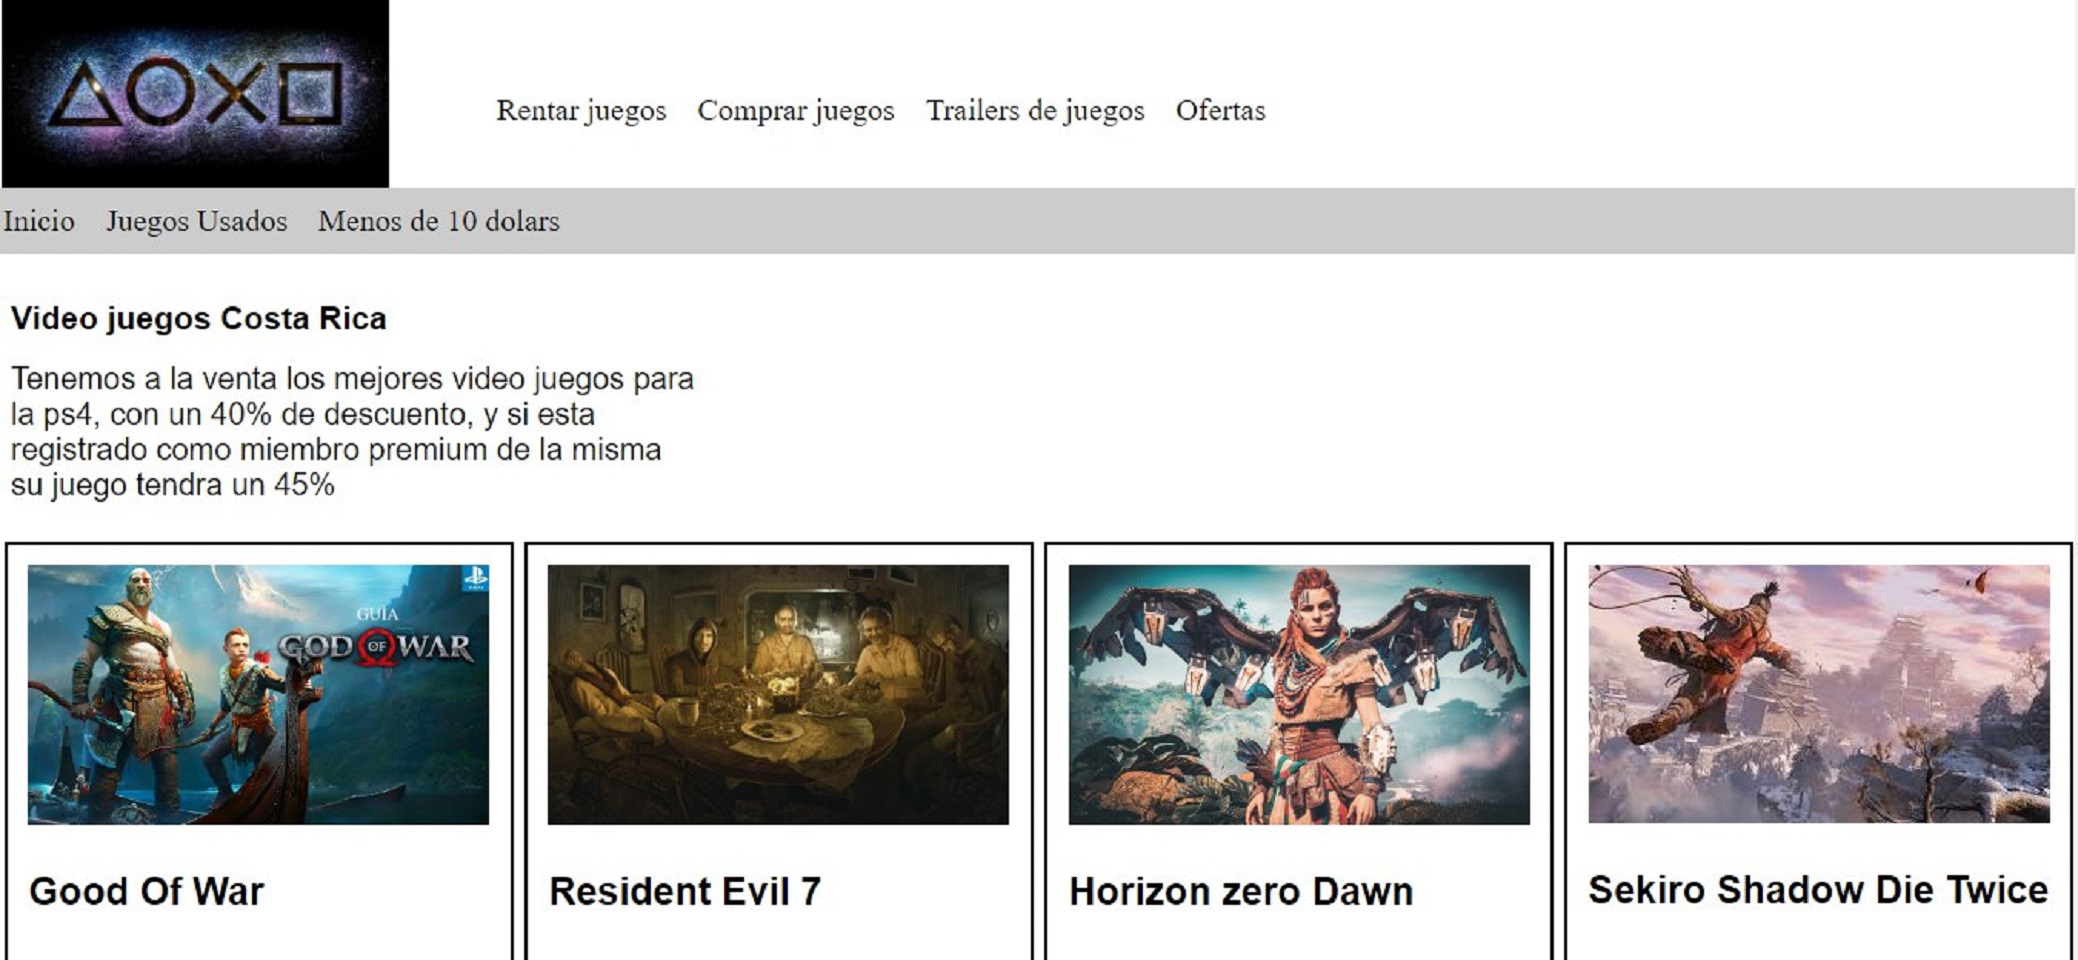 Rentar juegos Comprar juegos Trailers de juegos Ofertas
Inicio Juegos Usados Menos de 10 dolars
Video juegos Costa Rica
Tenemos a la venta los mejores video juegos para
la ps4, con un 40% de descuento, y si esta
registrado como miembro premium de la misma
su juego tendra un 45%
GUÍA
GOD OF WAR
Good Of War
Resident Evil 7
Horizon zero Dawn
Sekiro Shadow Die Twice